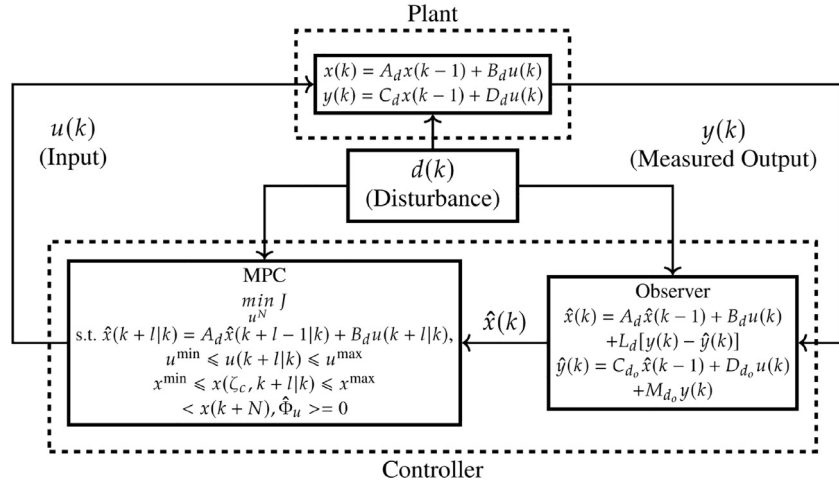 Plant
x(k) = A_d x(k − 1) + B_d u(k)
y(k) = C_d x(k − 1) + D_d u(k)
u(k)
(Input)
y(k)
(Measured Output)
d(k)
(Disturbance)
MPC
min J
u^N
s.t. x̂(k + l|k) = A_d x̂(k + l − 1|k) + B_d u(k + l|k),
u^min ⩽ u(k + l|k) ⩽ u^max
x^min ⩽ x(ζ_c, k + l|k) ⩽ x^max
< x(k + N), Φ̂_u >= 0
x̂(k)
Observer
x̂(k) = A_d x̂(k − 1) + B_d u(k)
+L_d[y(k) − ŷ(k)]
ŷ(k) = C_{d_o} x̂(k − 1) + D_{d_o} u(k)
+M_{d_o} y(k)
Controller